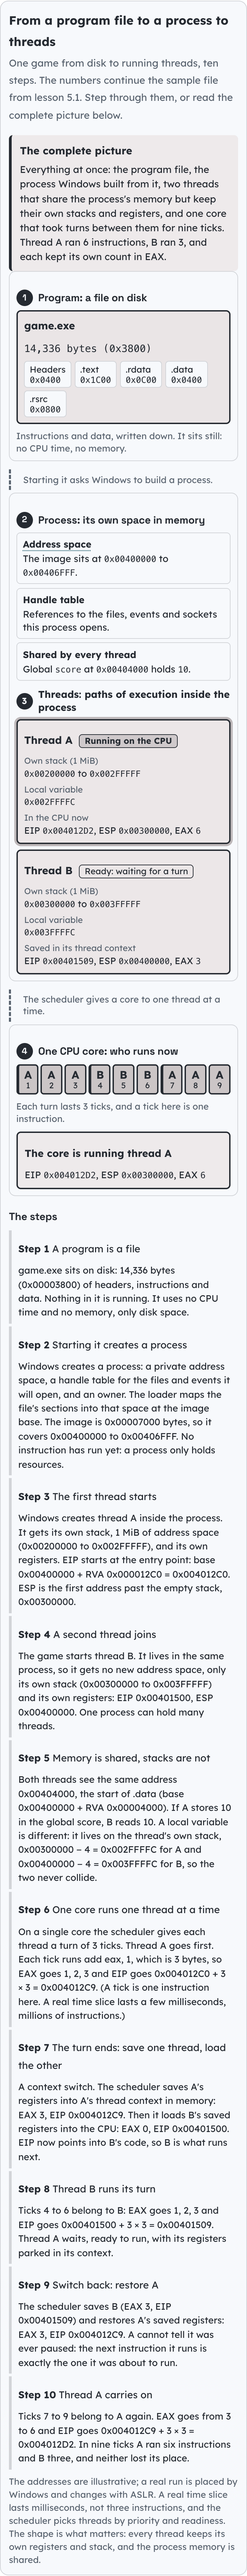 From a program file to a process to
threads
One game from disk to running threads, ten
steps. The numbers continue the sample file
from lesson 5.1. Step through them, or read the
complete picture below.
The complete picture
Everything at once: the program file, the
process Windows built from it, two threads
that share the process's memory but keep
their own stacks and registers, and one core
that took turns between them for nine ticks.
Thread A ran 6 instructions, B ran 3, and
each kept its own count in EAX.
1 Program: a file on disk
game.exe
14,336 bytes (0x3800)
Headers
0x0400
.text
0x1C00
.rdata
0x0C00
.data
0x0400
.rsrc
0x0800
Instructions and data, written down. It sits still:
no CPU time, no memory.
Starting it asks Windows to build a process.
2 Process: its own space in memory
Address space
The image sits at 0x00400000 to
0x00406FFF.
Handle table
References to the files, events and sockets
this process opens.
Shared by every thread
Global score at 0x00404000 holds 10.
3 Threads: paths of execution inside the
process
Thread A Running on the CPU
Own stack (1 MiB)
0x00200000 to 0x002FFFFF
Local variable
0x002FFFFC
In the CPU now
EIP 0x004012D2, ESP 0x00300000, EAX 6
Thread B Ready: waiting for a turn
Own stack (1 MiB)
0x00300000 to 0x003FFFFF
Local variable
0x003FFFFC
Saved in its thread context
EIP 0x00401509, ESP 0x00400000, EAX 3
The scheduler gives a core to one thread at a
time.
4 One CPU core: who runs now
A A A B B B A A A
1 2 3 4 5 6 7 8 9
Each turn lasts 3 ticks, and a tick here is one
instruction.
The core is running thread A
EIP 0x004012D2, ESP 0x00300000, EAX 6
The steps
Step 1 A program is a file
game.exe sits on disk: 14,336 bytes
(0x00003800) of headers, instructions and
data. Nothing in it is running. It uses no CPU
time and no memory, only disk space.
Step 2 Starting it creates a process
Windows creates a process: a private address
space, a handle table for the files and events it
will open, and an owner. The loader maps the
file's sections into that space at the image
base. The image is 0x00007000 bytes, so it
covers 0x00400000 to 0x00406FFF. No
instruction has run yet: a process only holds
resources.
Step 3 The first thread starts
Windows creates thread A inside the process.
It gets its own stack, 1 MiB of address space
(0x00200000 to 0x002FFFFF), and its own
registers. EIP starts at the entry point: base
0x00400000 + RVA 0x000012C0 = 0x004012C0.
ESP is the first address past the empty stack,
0x00300000.
Step 4 A second thread joins
The game starts thread B. It lives in the same
process, so it gets no new address space, only
its own stack (0x00300000 to 0x003FFFFF)
and its own registers: EIP 0x00401500, ESP
0x00400000. One process can hold many
threads.
Step 5 Memory is shared, stacks are not
Both threads see the same address
0x00404000, the start of .data (base
0x00400000 + RVA 0x00004000). If A stores 10
in the global score, B reads 10. A local variable
is different: it lives on the thread's own stack,
0x00300000 − 4 = 0x002FFFFC for A and
0x00400000 − 4 = 0x003FFFFC for B, so the
two never collide.
Step 6 One core runs one thread at a time
On a single core the scheduler gives each
thread a turn of 3 ticks. Thread A goes first.
Each tick runs add eax, 1, which is 3 bytes, so
EAX goes 1, 2, 3 and EIP goes 0x004012C0 + 3
× 3 = 0x004012C9. (A tick is one instruction
here. A real time slice lasts a few milliseconds,
millions of instructions.)
Step 7 The turn ends: save one thread, load
the other
A context switch. The scheduler saves A's
registers into A's thread context in memory:
EAX 3, EIP 0x004012C9. Then it loads B's saved
registers into the CPU: EAX 0, EIP 0x00401500.
EIP now points into B's code, so B is what runs
next.
Step 8 Thread B runs its turn
Ticks 4 to 6 belong to B: EAX goes 1, 2, 3 and
EIP goes 0x00401500 + 3 × 3 = 0x00401509.
Thread A waits, ready to run, with its registers
parked in its context.
Step 9 Switch back: restore A
The scheduler saves B (EAX 3, EIP
0x00401509) and restores A's saved registers:
EAX 3, EIP 0x004012C9. A cannot tell it was
ever paused: the next instruction it runs is
exactly the one it was about to run.
Step 10 Thread A carries on
Ticks 7 to 9 belong to A again. EAX goes from 3
to 6 and EIP goes 0x004012C9 + 3 × 3 =
0x004012D2. In nine ticks A ran six instructions
and B three, and neither lost its place.
The addresses are illustrative; a real run is placed by
Windows and changes with ASLR. A real time slice
lasts milliseconds, not three instructions, and the
scheduler picks threads by priority and readiness.
The shape is what matters: every thread keeps its
own registers and stack, and the process memory is
shared.